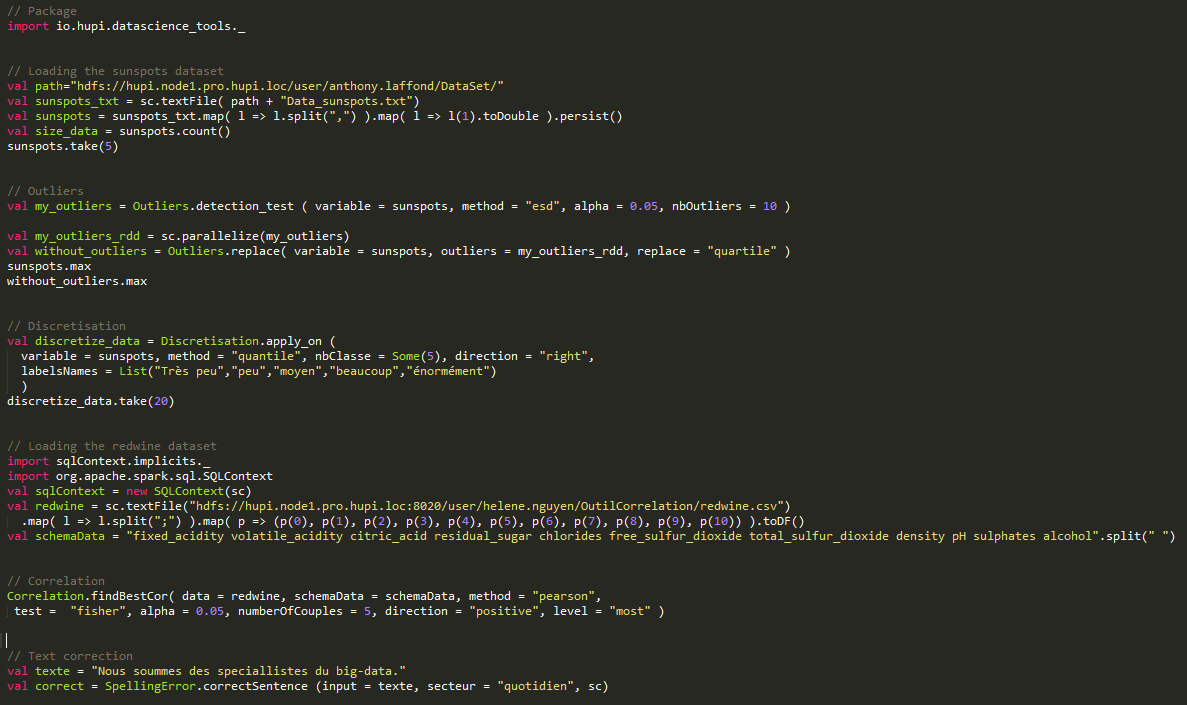 // Package
import io.hupi.datascience_tools._
// Loading the sunspots dataset
val path="hdfs://hupi.node1.pro.hupi.loc/user/anthony.laffond/DataSet/"
val sunspots_txt = sc.textFile( path + "Data_sunspots.txt")
val sunspots = sunspots_txt.map( l => l.split(",") ).map( l => l(1).toDouble ).persist()
val size_data = sunspots.count()
sunspots.take(5)
// Outliers
val my_outliers = Outliers.detection_test ( variable = sunspots, method = "esd", alpha = 0.05, nbOutliers = 10 )
val my_outliers_rdd = sc.parallelize(my_outliers)
val without_outliers = Outliers.replace( variable = sunspots, outliers = my_outliers_rdd, replace = "quartile" )
sunspots.max
without_outliers.max
// Discretisation
val discretize_data = Discretisation.apply_on (
variable = sunspots, method = "quantile", nbClasse = Some(5), direction = "right",
labelsNames = List("Très peu","peu","moyen","beaucoup","énormément")
)
discretize_data.take(20)
// Loading the redwine dataset
import sqlContext.implicits._
import org.apache.spark.sql.SQLContext
val sqlContext = new SQLContext(sc)
val redwine = sc.textFile("hdfs://hupi.node1.pro.hupi.loc:8020/user/helene.nguyen/OutilCorrelation/redwine.csv")
.map( l => l.split(";") ).map( p => (p(0), p(1), p(2), p(3), p(4), p(5), p(6), p(7), p(8), p(9), p(10)) ).toDF()
val schemaData = "fixed_acidity volatile_acidity citric_acid residual_sugar chlorides free_sulfur_dioxide total_sulfur_dioxide density pH sulphates alcohol".split(" ")
// Correlation
Correlation.findBestCor( data = redwine, schemaData = schemaData, method = "pearson",
test =  "fisher", alpha = 0.05, numberOfCouples = 5, direction = "positive", level = "most" )
// Text correction
val texte = "Nous soummes des speciallistes du big-data."
val correct = SpellingError.correctSentence (input = texte, secteur = "quotidien", sc)